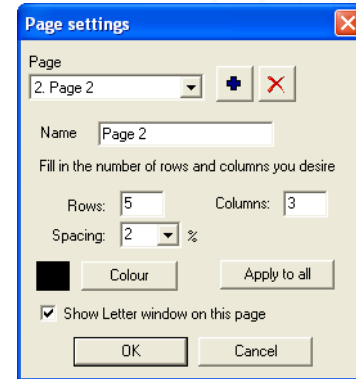 Page settings
Page
2. Page 2
Name Page 2
Fill in the number of rows and columns you desire
Rows: 5 Columns: 3
Spacing: 2 %
Colour Apply to all
Show Letter window on this page
OK Cancel